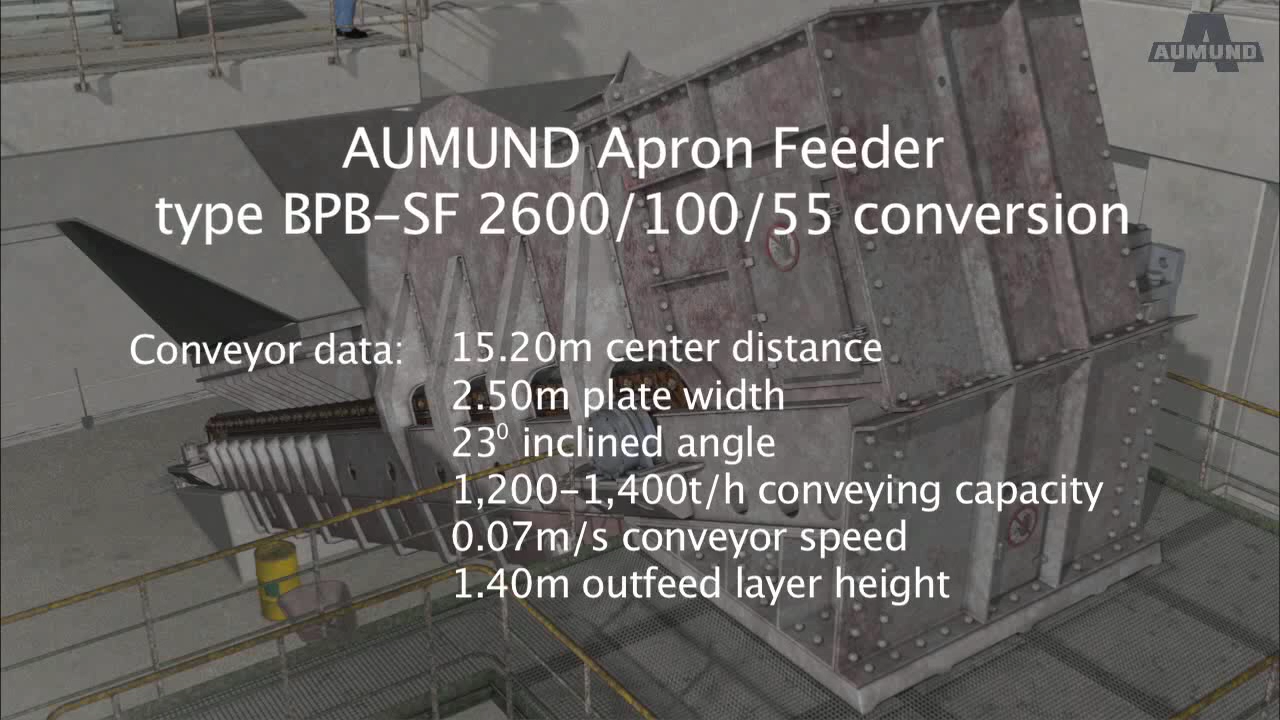 AUMUND
AUMUND Apron Feeder
type BPB-SF 2600/100/55 conversion
Conveyor data: 15.20m center distance
2.50m plate width
23⁰ inclined angle
1,200-1,400t/h conveying capacity
0.07m/s conveyor speed
1.40m outfeed layer height